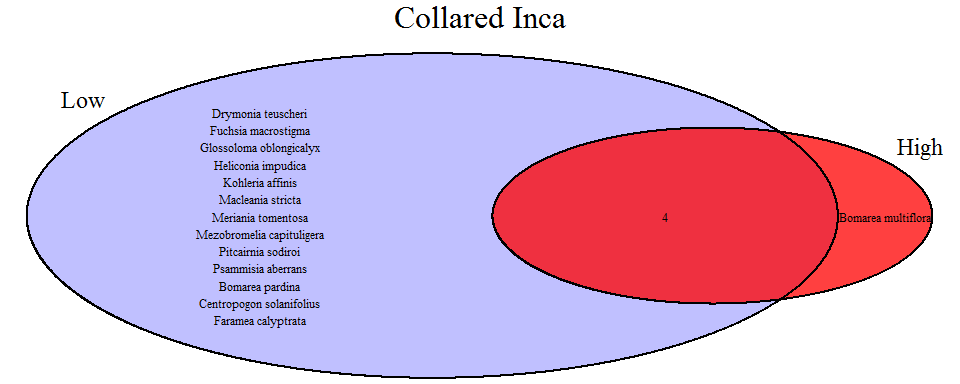 Collared Inca
Low
High
Drymonia teuscheri
Fuchsia macrostigma
Glossoloma oblongicalyx
Heliconia impudica
Kohleria affinis
Macleania stricta
Meriania tomentosa
Mezobromelia capituligera
Pitcairnia sodiroi
Psammisia aberrans
Bomarea pardina
Centropogon solanifolius
Faramea calyptrata
4
Bomarea multiflora